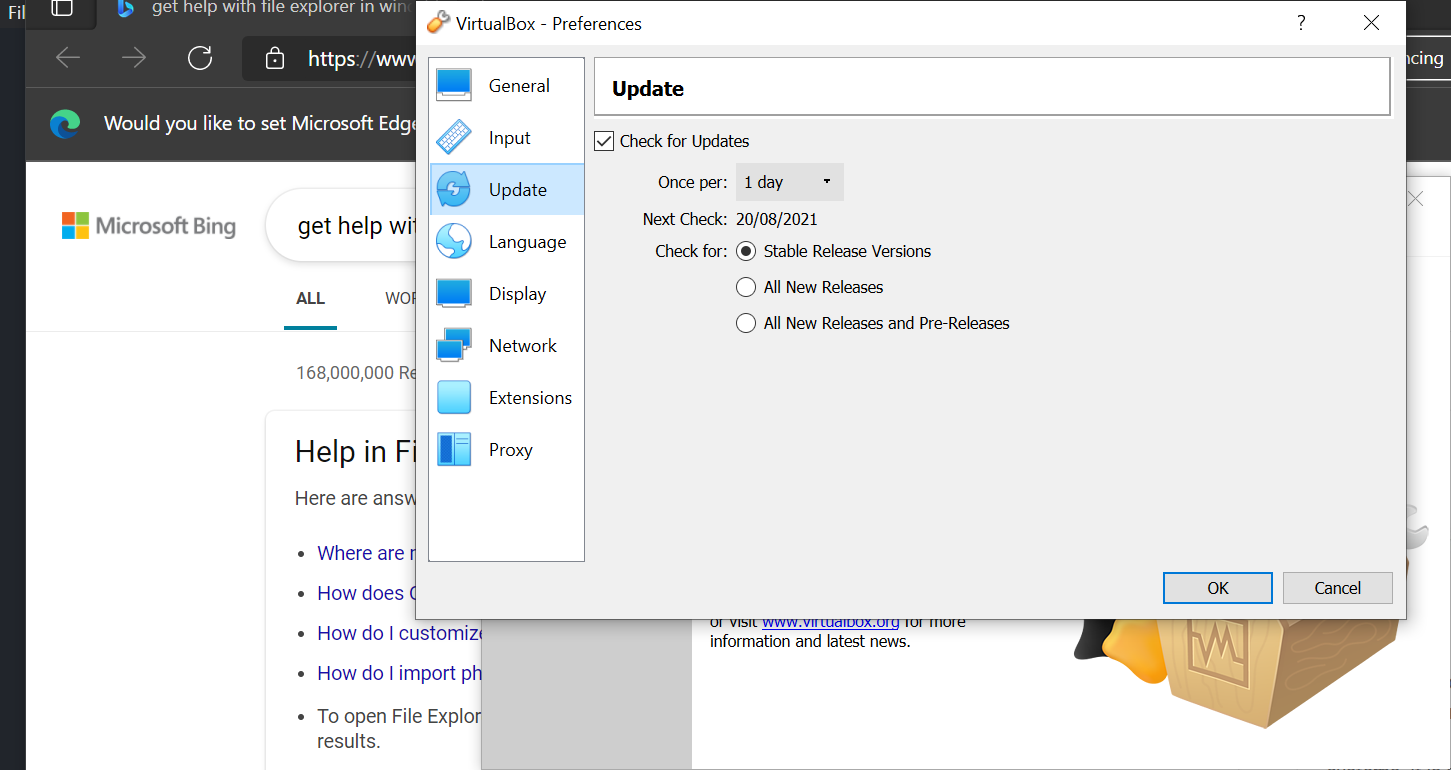 Fil
get help with file explorer in win
https://www
ncing
Would you like to set Microsoft Edge
Microsoft Bing
get help wit
ALL
WOR
168,000,000 Re
Help in Fi
Here are answ
Where are
How does
How do I customize
How do I import ph
To open File Explor
results.
VirtualBox - Preferences
?
General
Input
Update
Language
Display
Network
Extensions
Proxy
Update
Check for Updates
Once per: 1 day
Next Check: 20/08/2021
Check for: Stable Release Versions
All New Releases
All New Releases and Pre-Releases
OK
Cancel
or visit www.virtualbox.org for more
information and latest news.